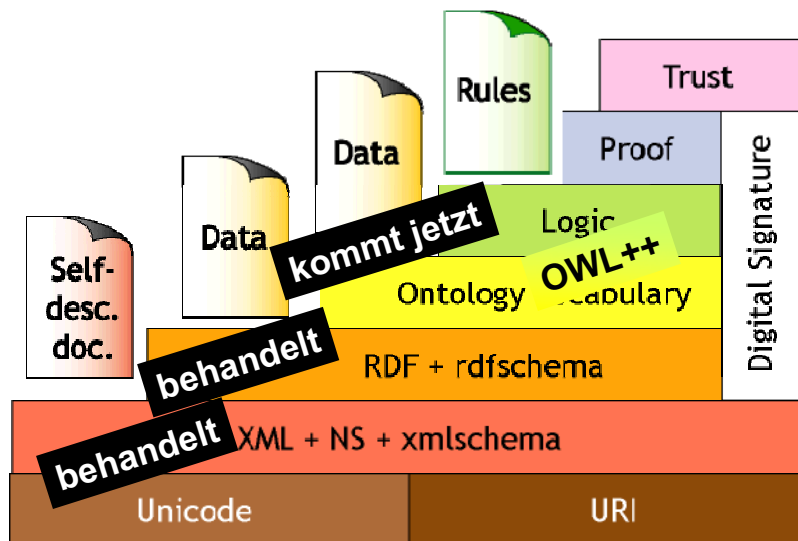 Rules
Trust
Data
Proof
Data
kommt jetzt
Logic
OWL++
Self-
desc.
doc.
Ontology Vocabulary
Digital Signature
behandelt
RDF + rdfschema
behandelt
XML + NS + xmlschema
Unicode
URI